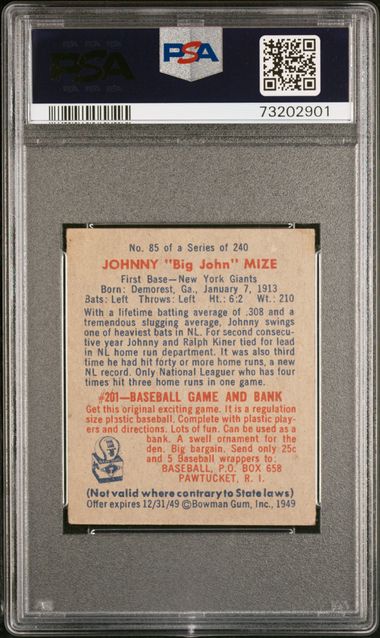 PSA
PSA
73202901
No. 85 of a Series of 240
JOHNNY "Big John" MIZE
First Base—New York Giants
Born: Demorest, Ga., January 7, 1913
Bats: Left Throws: Left Ht.: 6:2 Wt.: 210
With a lifetime batting average of .308 and a
tremendous slugging average, Johnny swings
one of heaviest bats in NL. For second consecutive
year Johnny and Ralph Kiner tied for
lead in NL home run department. It was also third
time he had hit forty or more home runs, a new
NL record. Only National Leaguer who has four
times hit three home runs in one game.
#201—BASEBALL GAME AND BANK
Get this original exciting game. It is a regulation
size plastic baseball. Complete with plastic players
and directions. Lots of fun. Can be used as a
bank. A swell ornament for the
den. Big bargain. Send only 25c
and 5 Baseball wrappers to:
BASEBALL, P.O. BOX 658
PAWTUCKET, R. I.
(Not valid where contrary to State laws)
Offer expires 12/31/49 ©Bowman Gum, Inc., 1949